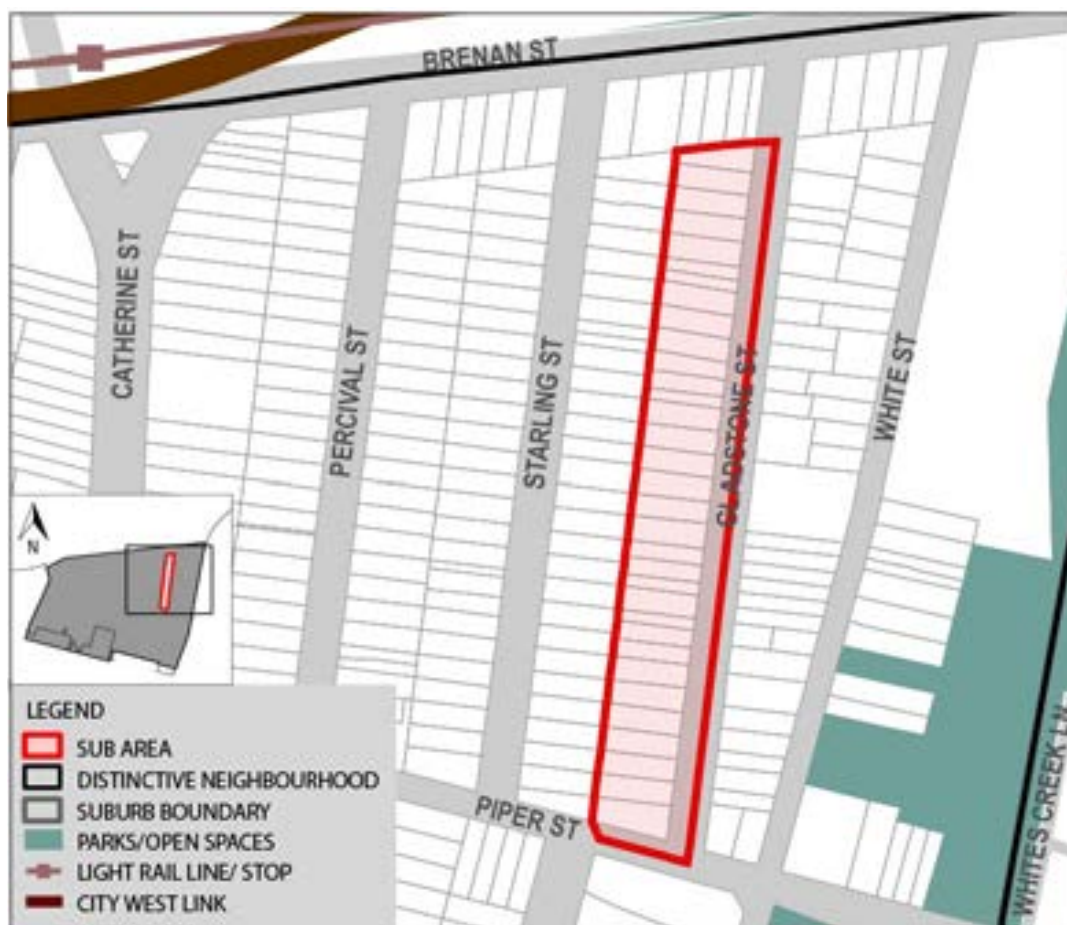 BRENAN ST
CATHERINE ST
PERCIVAL ST
STARLING ST
GLADSTONE ST
WHITE ST
N
PIPER ST
WHITES CREEK LN
LEGEND
SUB AREA
DISTINCTIVE NEIGHBOURHOOD
SUBURB BOUNDARY
PARKS/OPEN SPACES
LIGHT RAIL LINE/ STOP
CITY WEST LINK